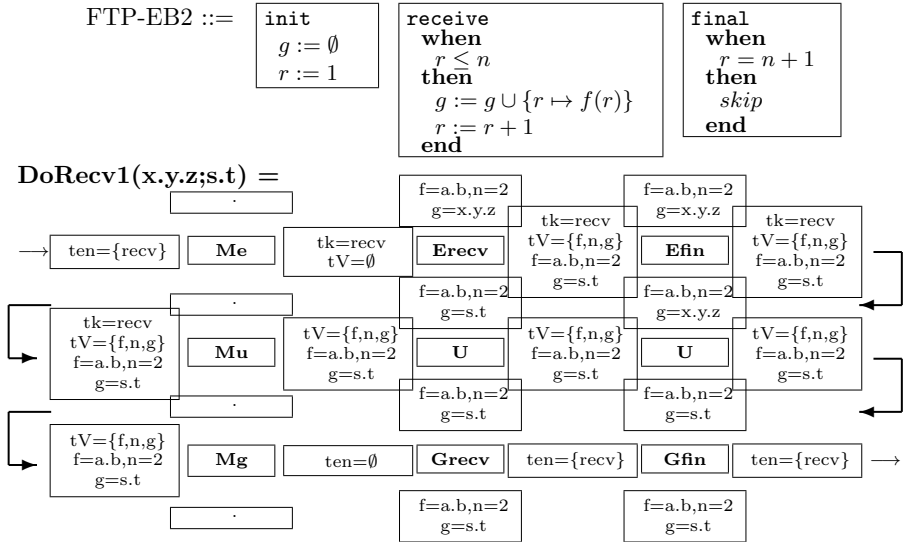 FTP-EB2 ::=
init
g := ∅
r := 1
receive
when
r ≤ n
then
g := g ∪ {r ↦ f(r)}
r := r + 1
end
final
when
r = n + 1
then
skip
end
DoRecv1(x.y.z;s.t) =
.
f=a.b,n=2
g=x.y.z
f=a.b,n=2
g=x.y.z
→ ten={recv}
Me
tk=recv
tV=∅
Erecv
tk=recv
tV={f,n,g}
f=a.b,n=2
g=s.t
Efin
tk=recv
tV={f,n,g}
f=a.b,n=2
g=s.t
.
f=a.b,n=2
g=s.t
f=a.b,n=2
g=x.y.z
tk=recv
tV={f,n,g}
f=a.b,n=2
g=s.t
Mu
tV={f,n,g}
f=a.b,n=2
g=s.t
U
tV={f,n,g}
f=a.b,n=2
g=s.t
U
tV={f,n,g}
f=a.b,n=2
g=s.t
.
f=a.b,n=2
g=s.t
f=a.b,n=2
g=s.t
tV={f,n,g}
f=a.b,n=2
g=s.t
Mg
ten=∅
Grecv
ten={recv}
Gfin
ten={recv} →
.
f=a.b,n=2
g=s.t
f=a.b,n=2
g=s.t